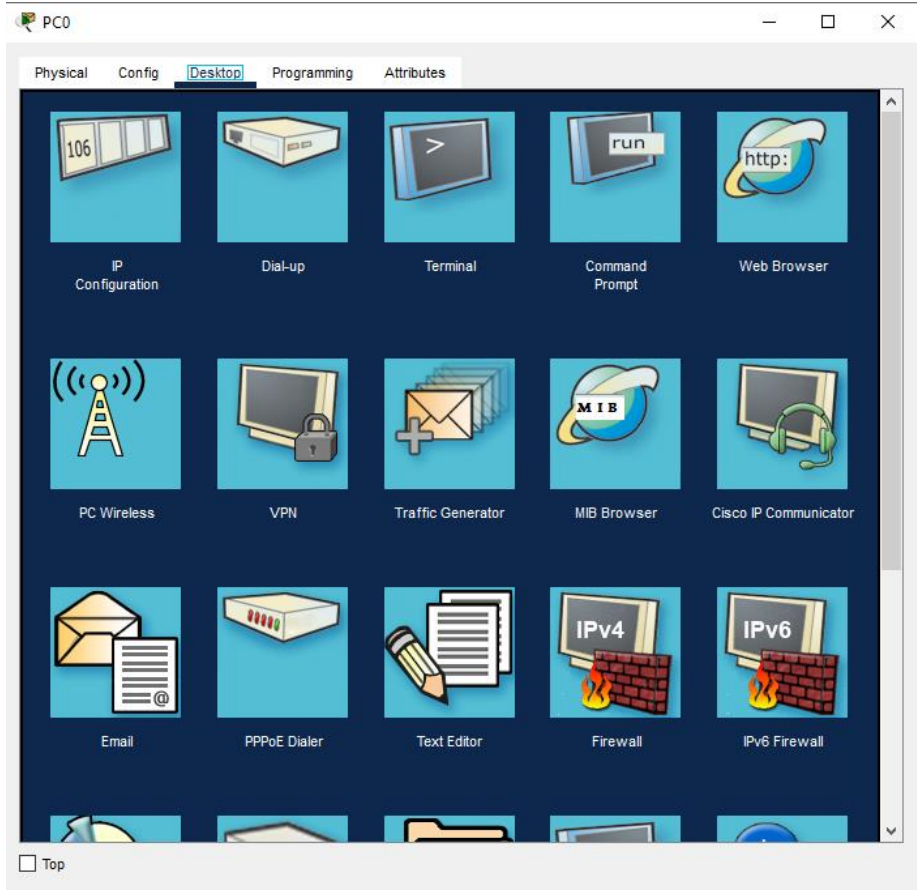 PC0
Physical Config Desktop Programming Attributes
106
>
run
http:
IP
Configuration
Dial-up
Terminal
Command
Prompt
Web Browser
MIB
PC Wireless
VPN
Traffic Generator
MIB Browser
Cisco IP Communicator
@
IPv4
IPv6
Email
PPPoE Dialer
Text Editor
Firewall
IPv6 Firewall
Top